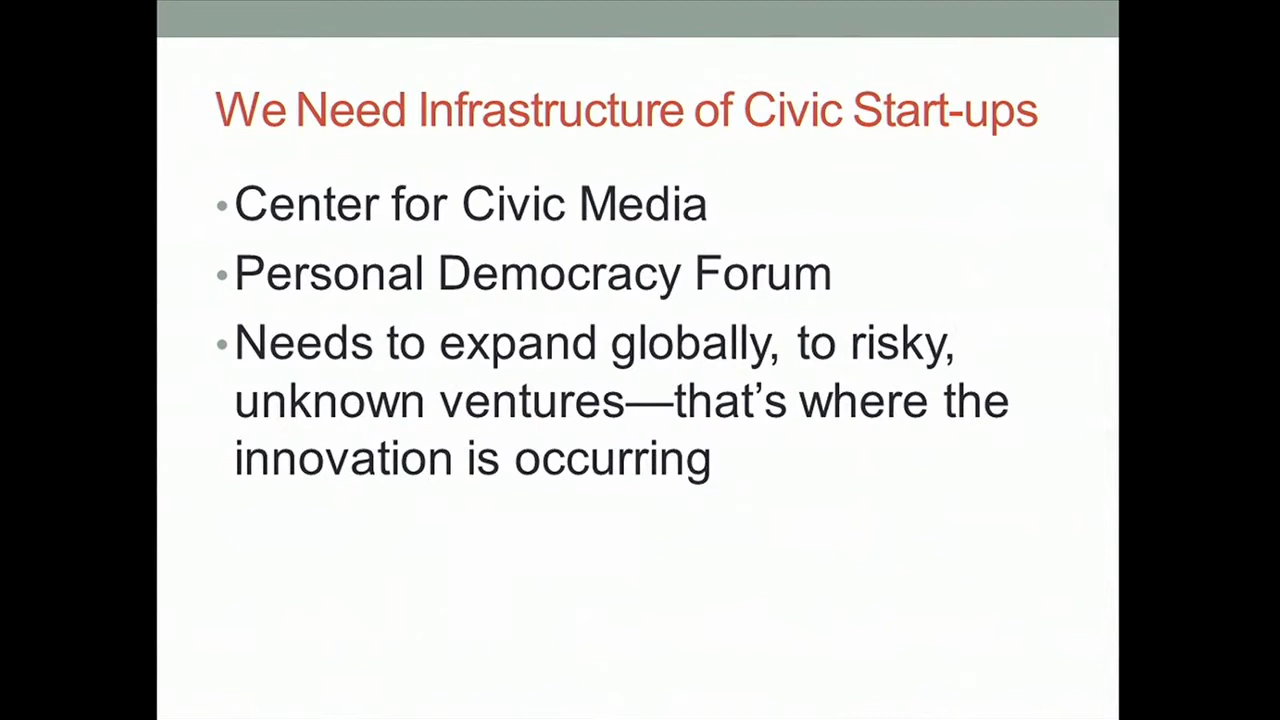 We Need Infrastructure of Civic Start-ups
•Center for Civic Media
•Personal Democracy Forum
•Needs to expand globally, to risky,
unknown ventures—that’s where the
innovation is occurring